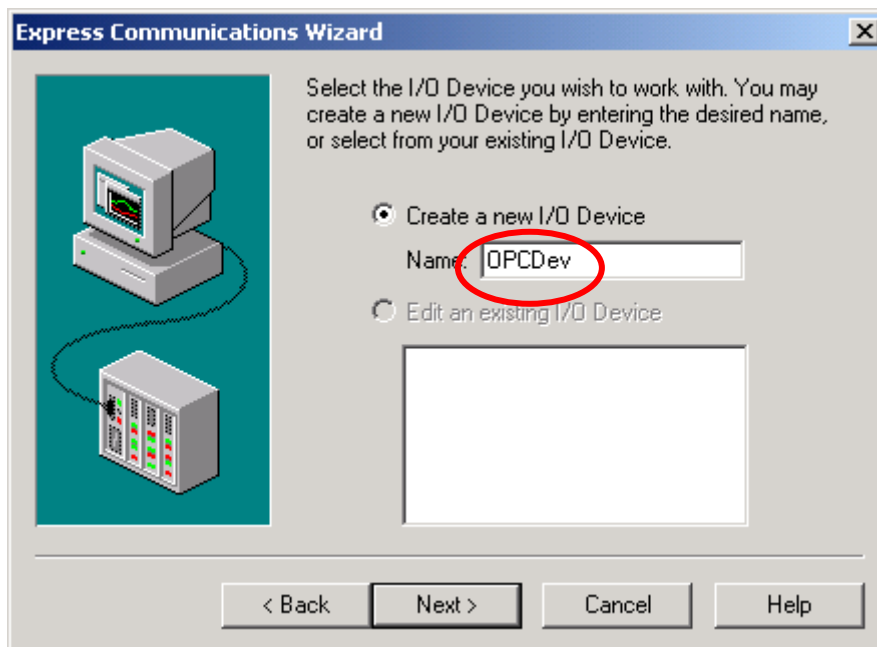 Express Communications Wizard
Select the I/O Device you wish to work with. You may
create a new I/O Device by entering the desired name,
or select from your existing I/O Device.
Create a new I/O Device
Name: OPCDev
Edit an existing I/O Device
< Back Next > Cancel Help